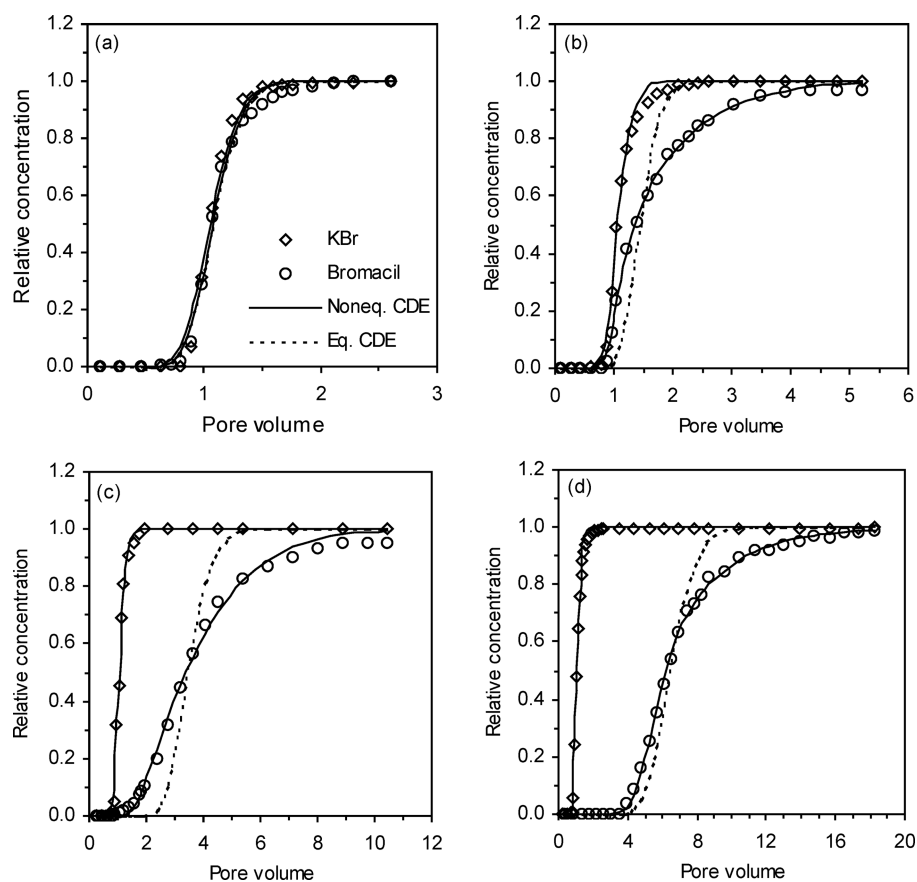 (a)
1.2
1.0
0.8
0.6
0.4
0.2
0.0
Relative concentration
KBr
Bromacil
Noneq. CDE
Eq. CDE
0 1 2 3
Pore volume
(b)
1.2
1.0
0.8
0.6
0.4
0.2
0.0
Relative concentration
0 1 2 3 4 5 6
Pore volume
(c)
1.2
1.0
0.8
0.6
0.4
0.2
0.0
Relative concentration
0 2 4 6 8 10 12
Pore volume
(d)
1.2
1.0
0.8
0.6
0.4
0.2
0.0
Relative concentration
0 4 8 12 16 20
Pore volume